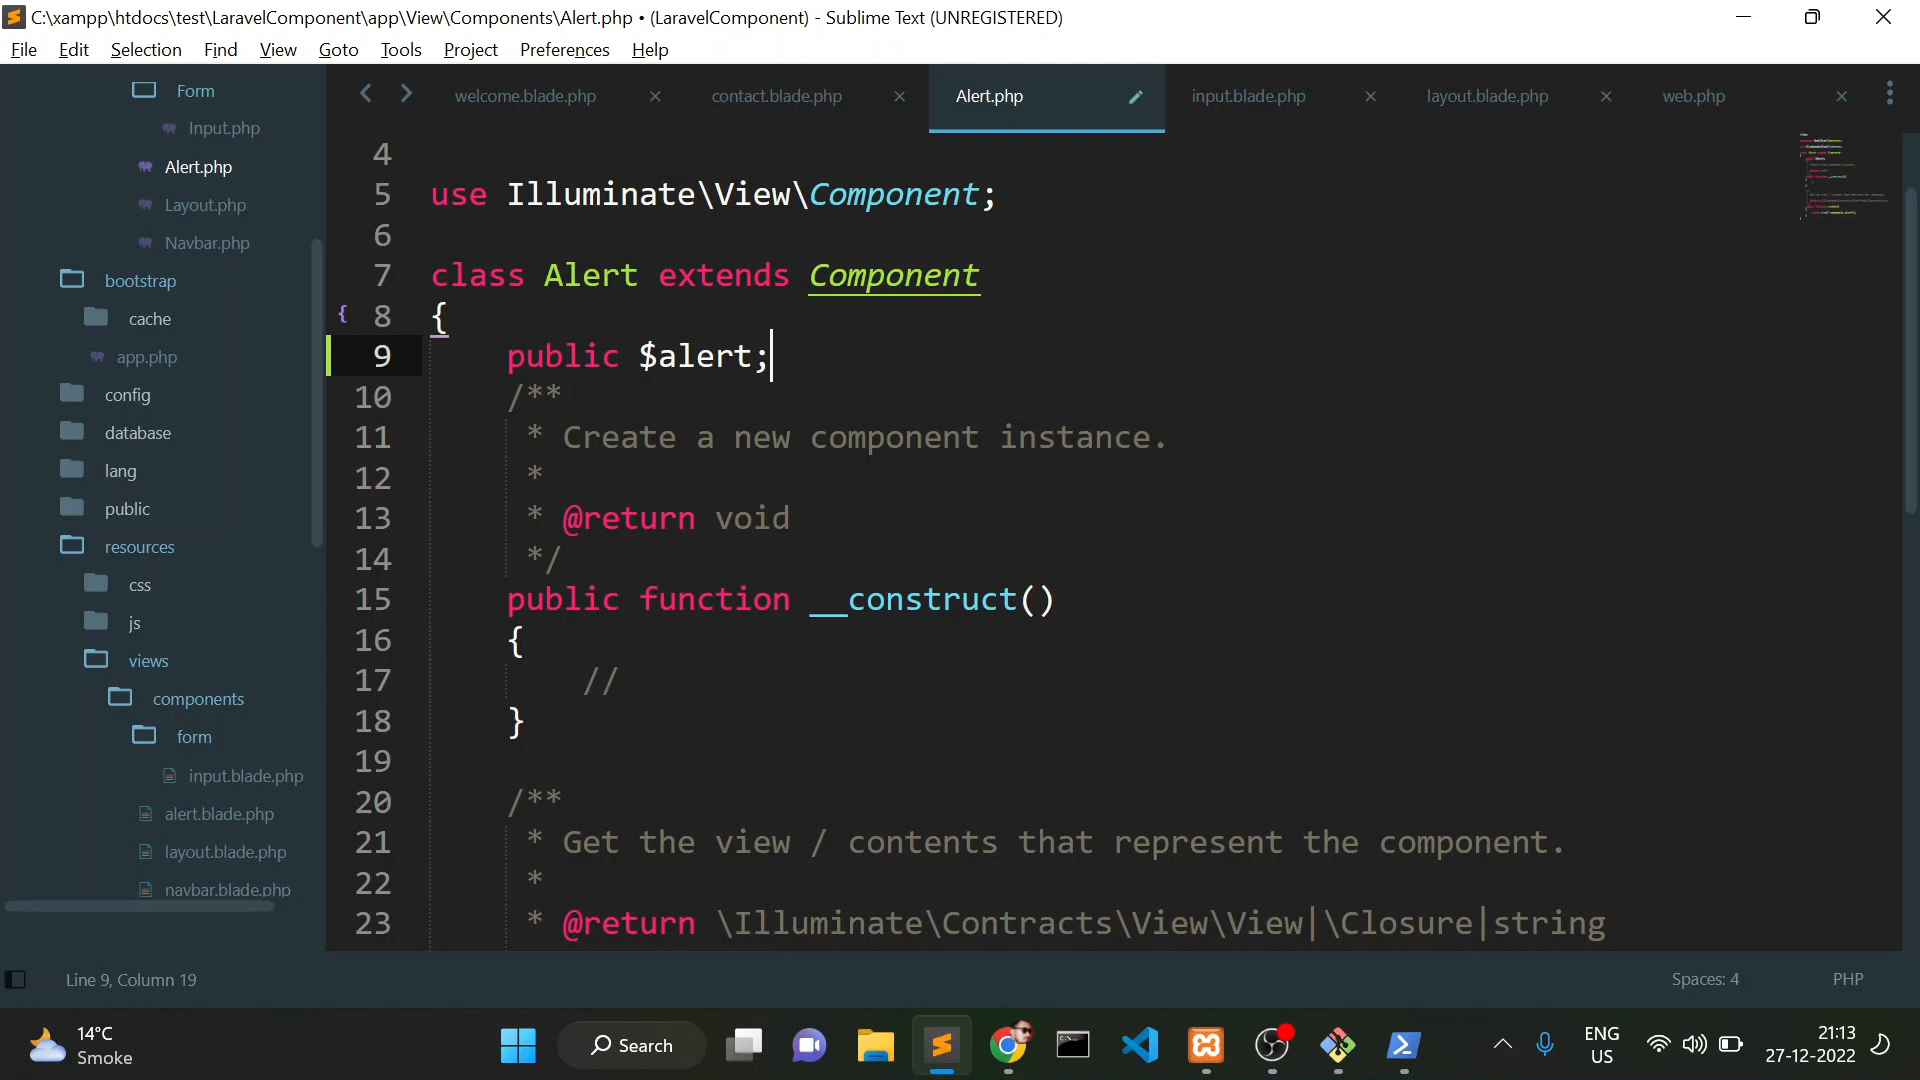 C:\xampp\htdocs\test\LaravelComponent\app\View\Components\Alert.php • (LaravelComponent) - Sublime Text (UNREGISTERED)
File Edit Selection Find View Goto Tools Project Preferences Help
Form
Input.php
Alert.php
Layout.php
Navbar.php
bootstrap
cache
app.php
config
database
lang
public
resources
css
js
views
components
form
input.blade.php
alert.blade.php
layout.blade.php
navbar.blade.php
welcome.blade.php contact.blade.php Alert.php input.blade.php layout.blade.php web.php
4
5 use Illuminate\View\Component;
6
7 class Alert extends Component
{ 8 {
9 public $alert;
10 /**
11 * Create a new component instance.
12 *
13 * @return void
14 */
15 public function __construct()
16 {
17 //
18 }
19
20 /**
21 * Get the view / contents that represent the component.
22 *
23 * @return \Illuminate\Contracts\View\View|\Closure|string
Line 9, Column 19 Spaces: 4 PHP
14°C
Smoke
Search
ENG
US
21:13
27-12-2022